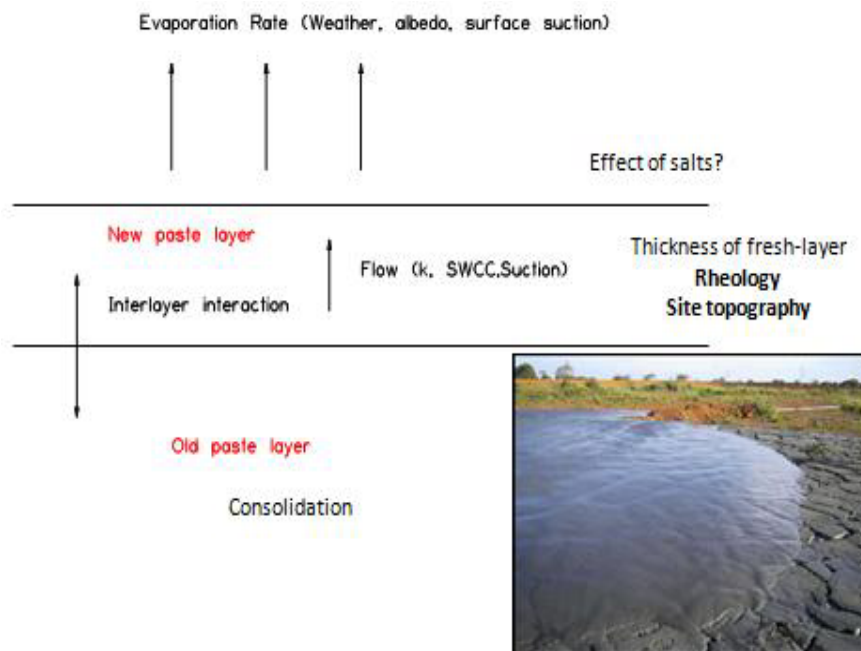 Evaporation Rate (Weather, albedo, surface suction)
Effect of salts?
New paste layer
Flow (k, SWCC,Suction)
Interlayer interaction
Thickness of fresh-layer
Rheology
Site topography
Old paste layer
Consolidation